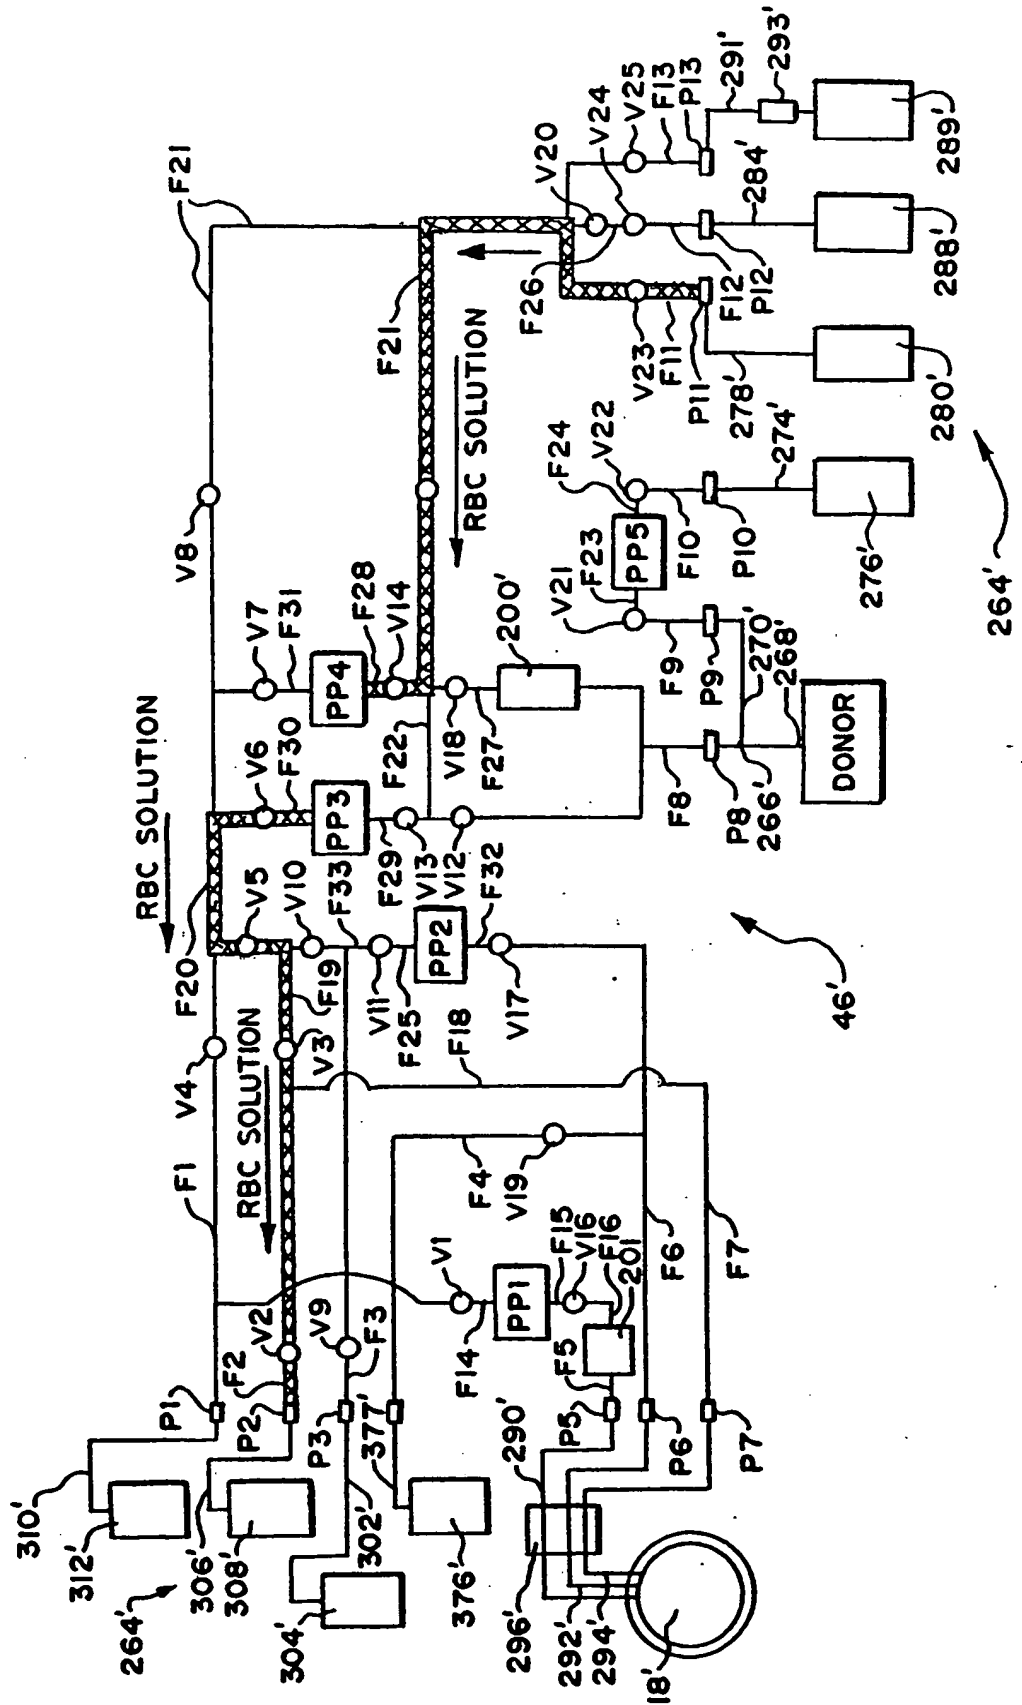 310'
312'
264'
306'
308'
304'
302'
376'
377'
296'
292'
294'
290'
18'
P1
F2
P2
V2
P3
V9
F3
P5
P6
P7
F5
F14
V1
PP1
F15
V16
F16
201
F6
F7
F1
V4
RBC SOLUTION
F4
V19
F18
V3
F19
F20
V5
V10
F33
V11
F25
PP2
F32
V17
46'
RBC SOLUTION
V6
F30
PP3
F29
V13
V12
F22
V7
F31
PP4
F28
V14
V18
F27
200'
F8
P8
266'
268'
270'
DONOR
V8
F21
F21
RBC SOLUTION
V21
F23
PP5
F24
V22
F9
P9
F10
P10
274'
276'
264'
V20
F26
V24
V25
V23
F11
P11
278'
280'
F12
P12
284'
288'
F13
P13
291'
293'
289'